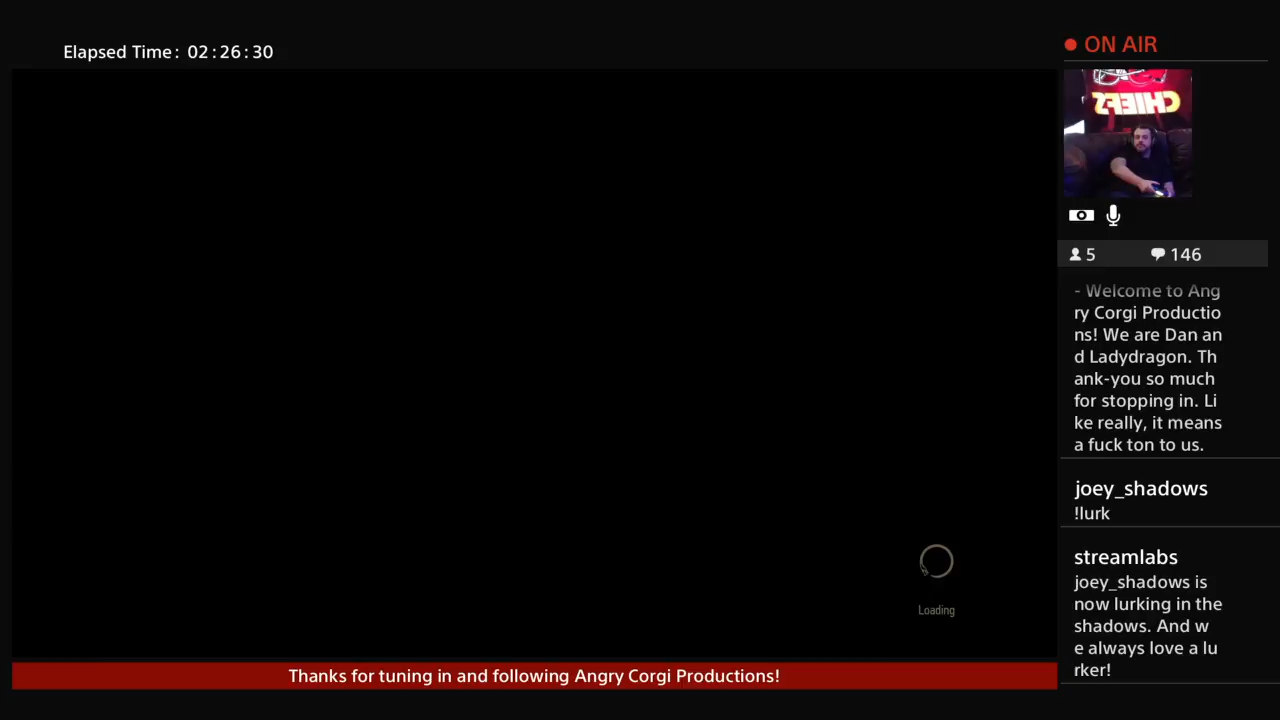 Elapsed Time: 02:26:30
ON AIR
CHIEFS
5 146
- Welcome to Ang
ry Corgi Productio
ns! We are Dan an
d Ladydragon. Th
ank-you so much
for stopping in. Li
ke really, it means
a fuck ton to us.
joey_shadows
!lurk
streamlabs
joey_shadows is
now lurking in the
shadows. And w
e always love a lu
rker!
Loading
Thanks for tuning in and following Angry Corgi Productions!